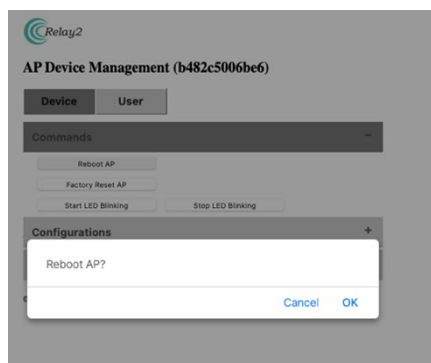 Relay2
AP Device Management (b482c5006be6)
Device User
Commands −
Reboot AP
Factory Reset AP
Start LED Blinking Stop LED Blinking
Configurations +
Reboot AP?
Cancel OK